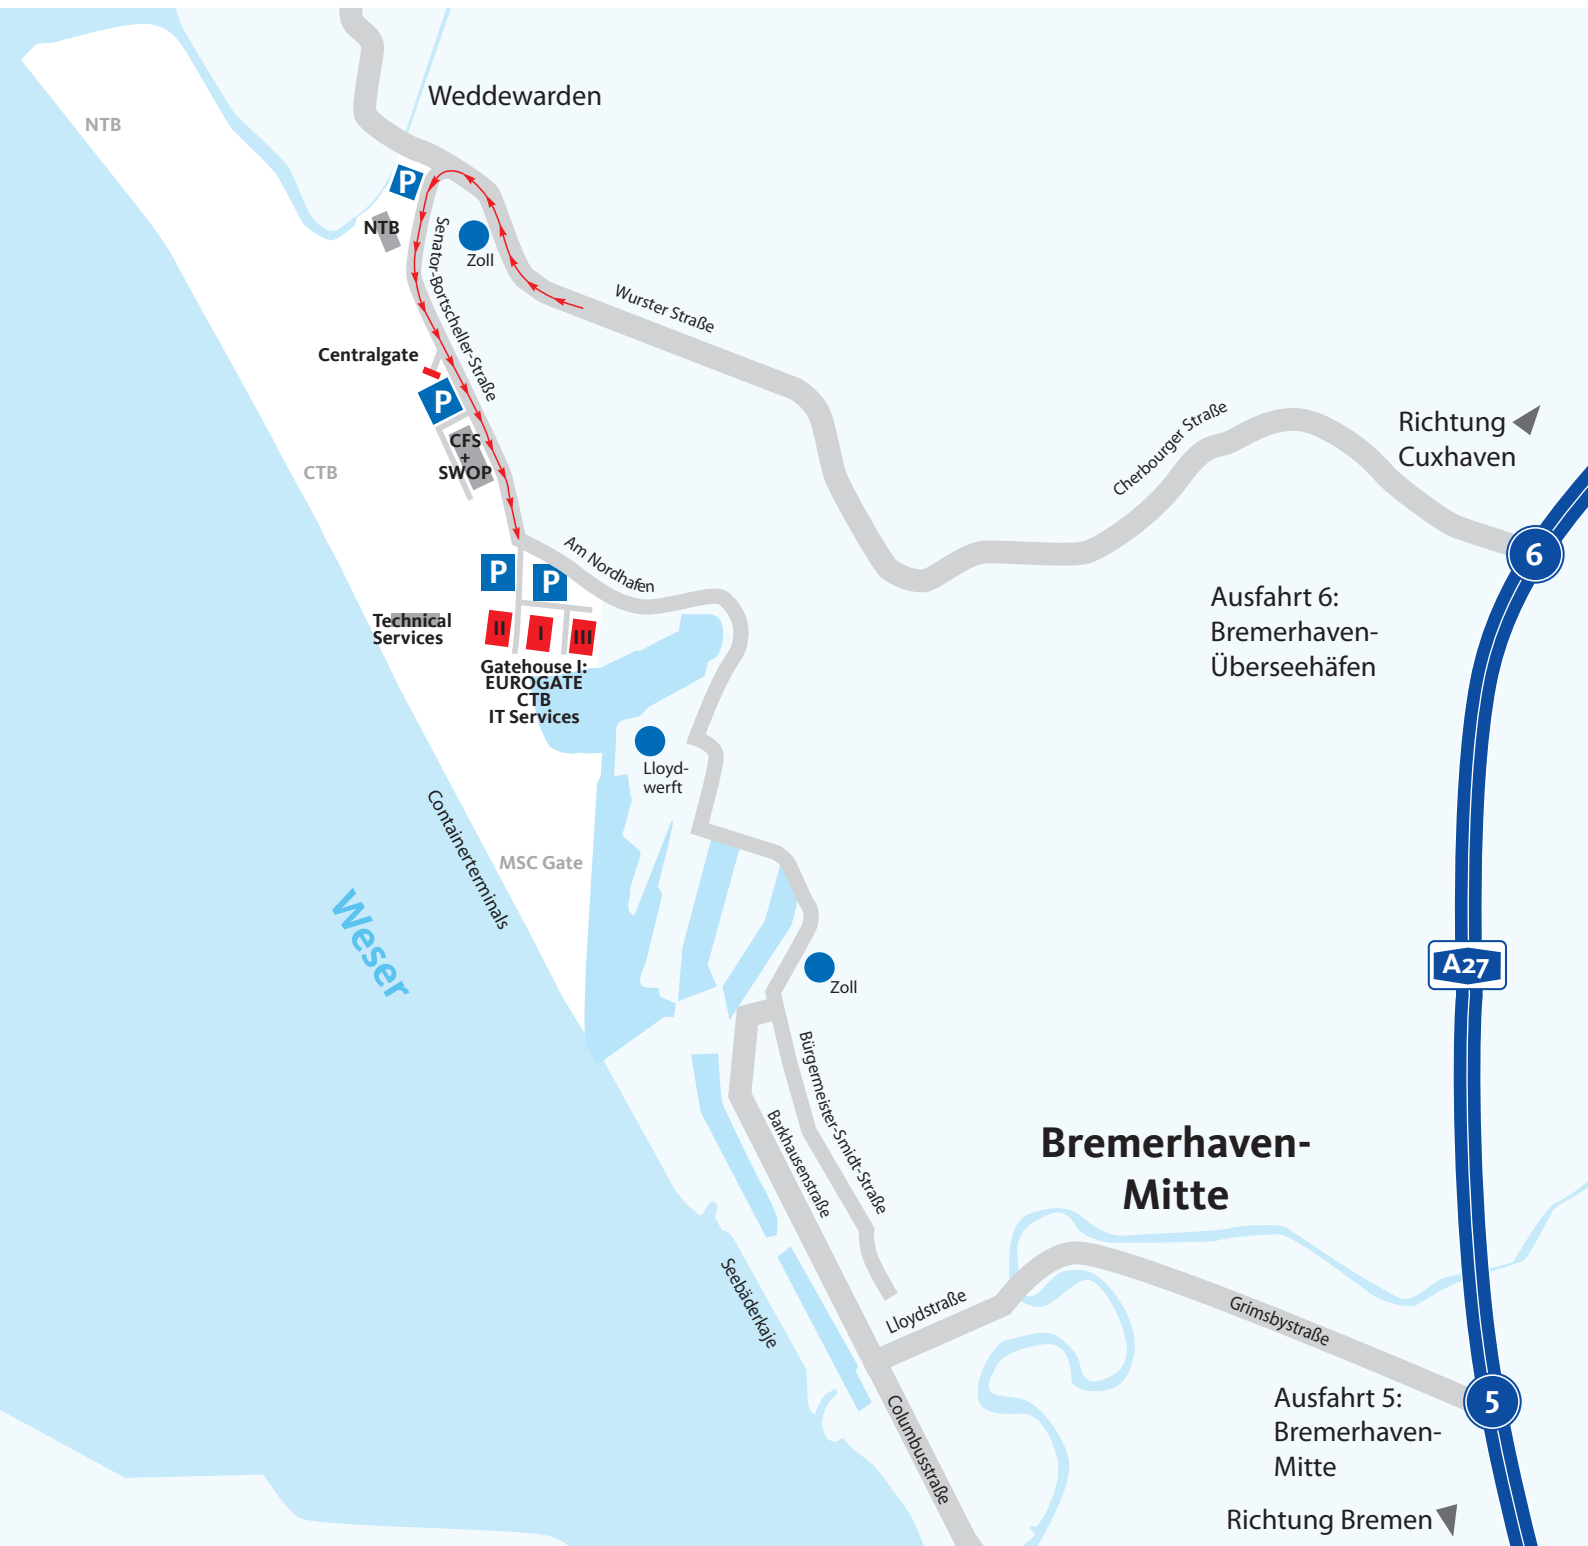 Weddewarden
NTB
P
NTB
Zoll
Senator-Bortscheller-Straße
Wurster Straße
Centralgate
P
CFS
+
SWOP
CTB
Cherbourger Straße
Richtung
Cuxhaven
6
Am Nordhafen
P
P
Ausfahrt 6:
Bremerhaven-
Überseehäfen
Technical
Services
II
I
III
Gatehouse I:
EUROGATE
CTB
IT Services
Lloyd-
werft
Containerterminals
MSC Gate
Weser
A27
Zoll
Bürgermeister-Smidt-Straße
Barkhausenstraße
Bremerhaven-
Mitte
Seebäderkaje
Lloydstraße
Grimsbystraße
Columbusstraße
5
Ausfahrt 5:
Bremerhaven-
Mitte
Richtung Bremen